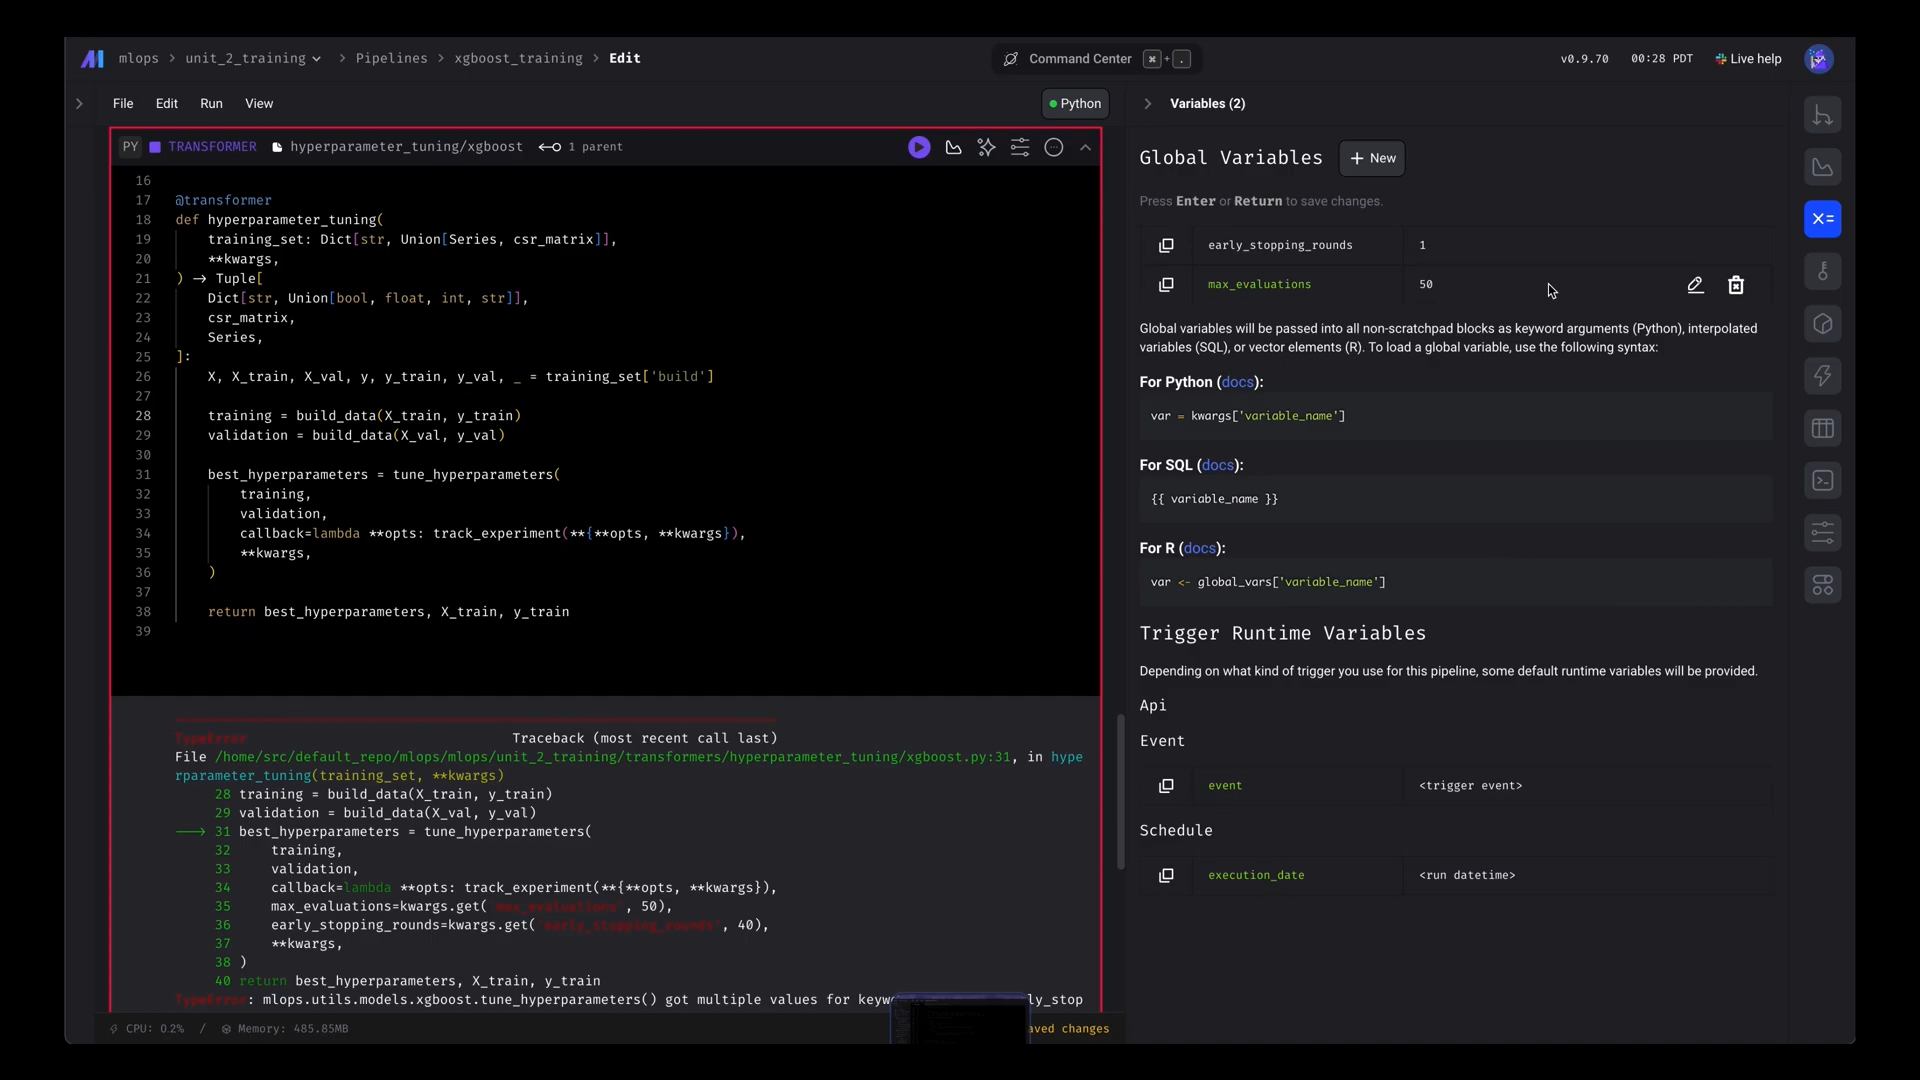 mlops > unit_2_training > Pipelines > xgboost_training > Edit
Command Center ⌘ + .
v0.9.70 00:28 PDT Live help
File Edit Run View
Python
Variables (2)
PY TRANSFORMER hyperparameter_tuning/xgboost 1 parent
16
17 @transformer
18 def hyperparameter_tuning(
19 training_set: Dict[str, Union[Series, csr_matrix]],
20 **kwargs,
21 ) → Tuple[
22 Dict[str, Union[bool, float, int, str]],
23 csr_matrix,
24 Series,
25 ]:
26 X, X_train, X_val, y, y_train, y_val, _ = training_set['build']
27
28 training = build_data(X_train, y_train)
29 validation = build_data(X_val, y_val)
30
31 best_hyperparameters = tune_hyperparameters(
32 training,
33 validation,
34 callback=lambda **opts: track_experiment(**{**opts, **kwargs}),
35 **kwargs,
36 )
37
38 return best_hyperparameters, X_train, y_train
39
TypeError Traceback (most recent call last)
File /home/src/default_repo/mlops/mlops/unit_2_training/transformers/hyperparameter_tuning/xgboost.py:31, in hype
rparameter_tuning(training_set, **kwargs)
28 training = build_data(X_train, y_train)
29 validation = build_data(X_val, y_val)
⟶ 31 best_hyperparameters = tune_hyperparameters(
32 training,
33 validation,
34 callback=lambda **opts: track_experiment(**{**opts, **kwargs}),
35 max_evaluations=kwargs.get('max_evaluations', 50),
36 early_stopping_rounds=kwargs.get('early_stopping_rounds', 40),
37 **kwargs,
38 )
40 return best_hyperparameters, X_train, y_train
TypeError: mlops.utils.models.xgboost.tune_hyperparameters() got multiple values for keyw ly_stop
CPU: 0.2% / Memory: 485.85MB
aved changes
Global Variables + New
Press Enter or Return to save changes.
early_stopping_rounds 1
max_evaluations 50
Global variables will be passed into all non-scratchpad blocks as keyword arguments (Python), interpolated
variables (SQL), or vector elements (R). To load a global variable, use the following syntax:
For Python (docs):
var = kwargs['variable_name']
For SQL (docs):
{{ variable_name }}
For R (docs):
var <- global_vars['variable_name']
Trigger Runtime Variables
Depending on what kind of trigger you use for this pipeline, some default runtime variables will be provided.
Api
Event
event <trigger event>
Schedule
execution_date <run datetime>